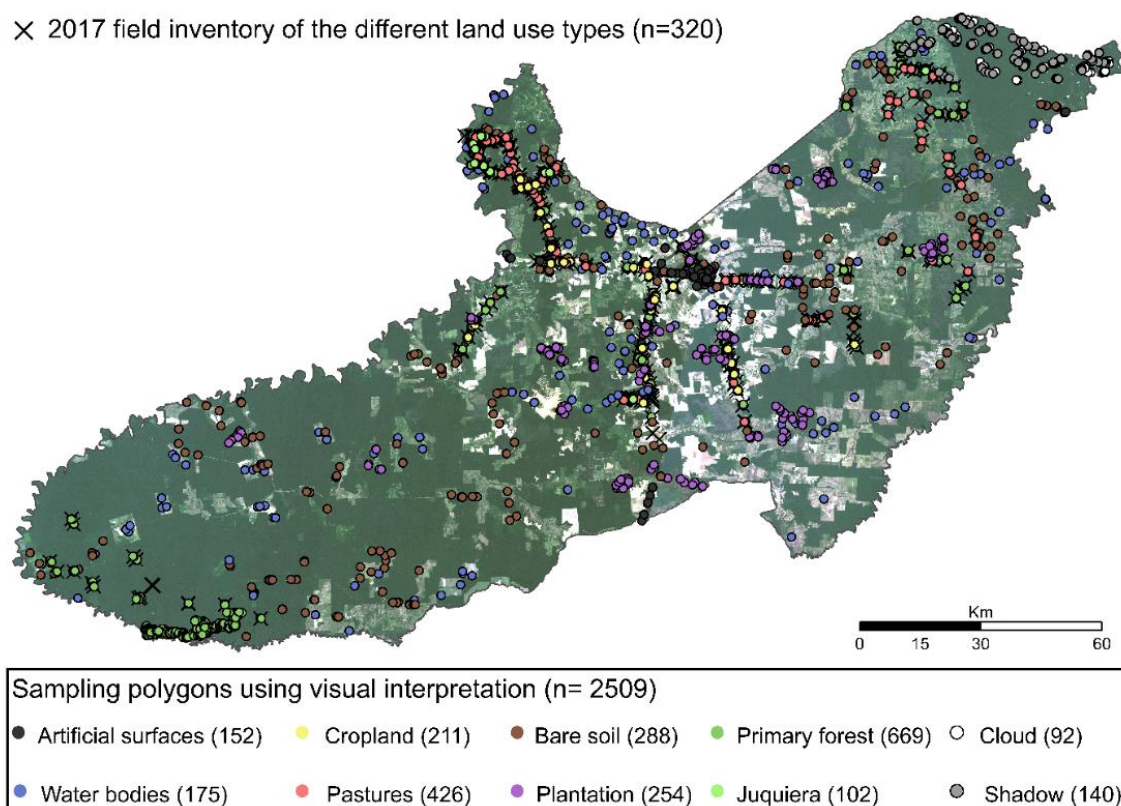 × 2017 field inventory of the different land use types (n=320)
Km
0 30 60
Sampling polygons using visual interpretation (n= 2509)
Artificial surfaces (152) Cropland (211) Bare soil (288) Primary forest (669) Cloud (92)
Water bodies (175) Pastures (426) Plantation (254) Juquiera (102) Shadow (140)